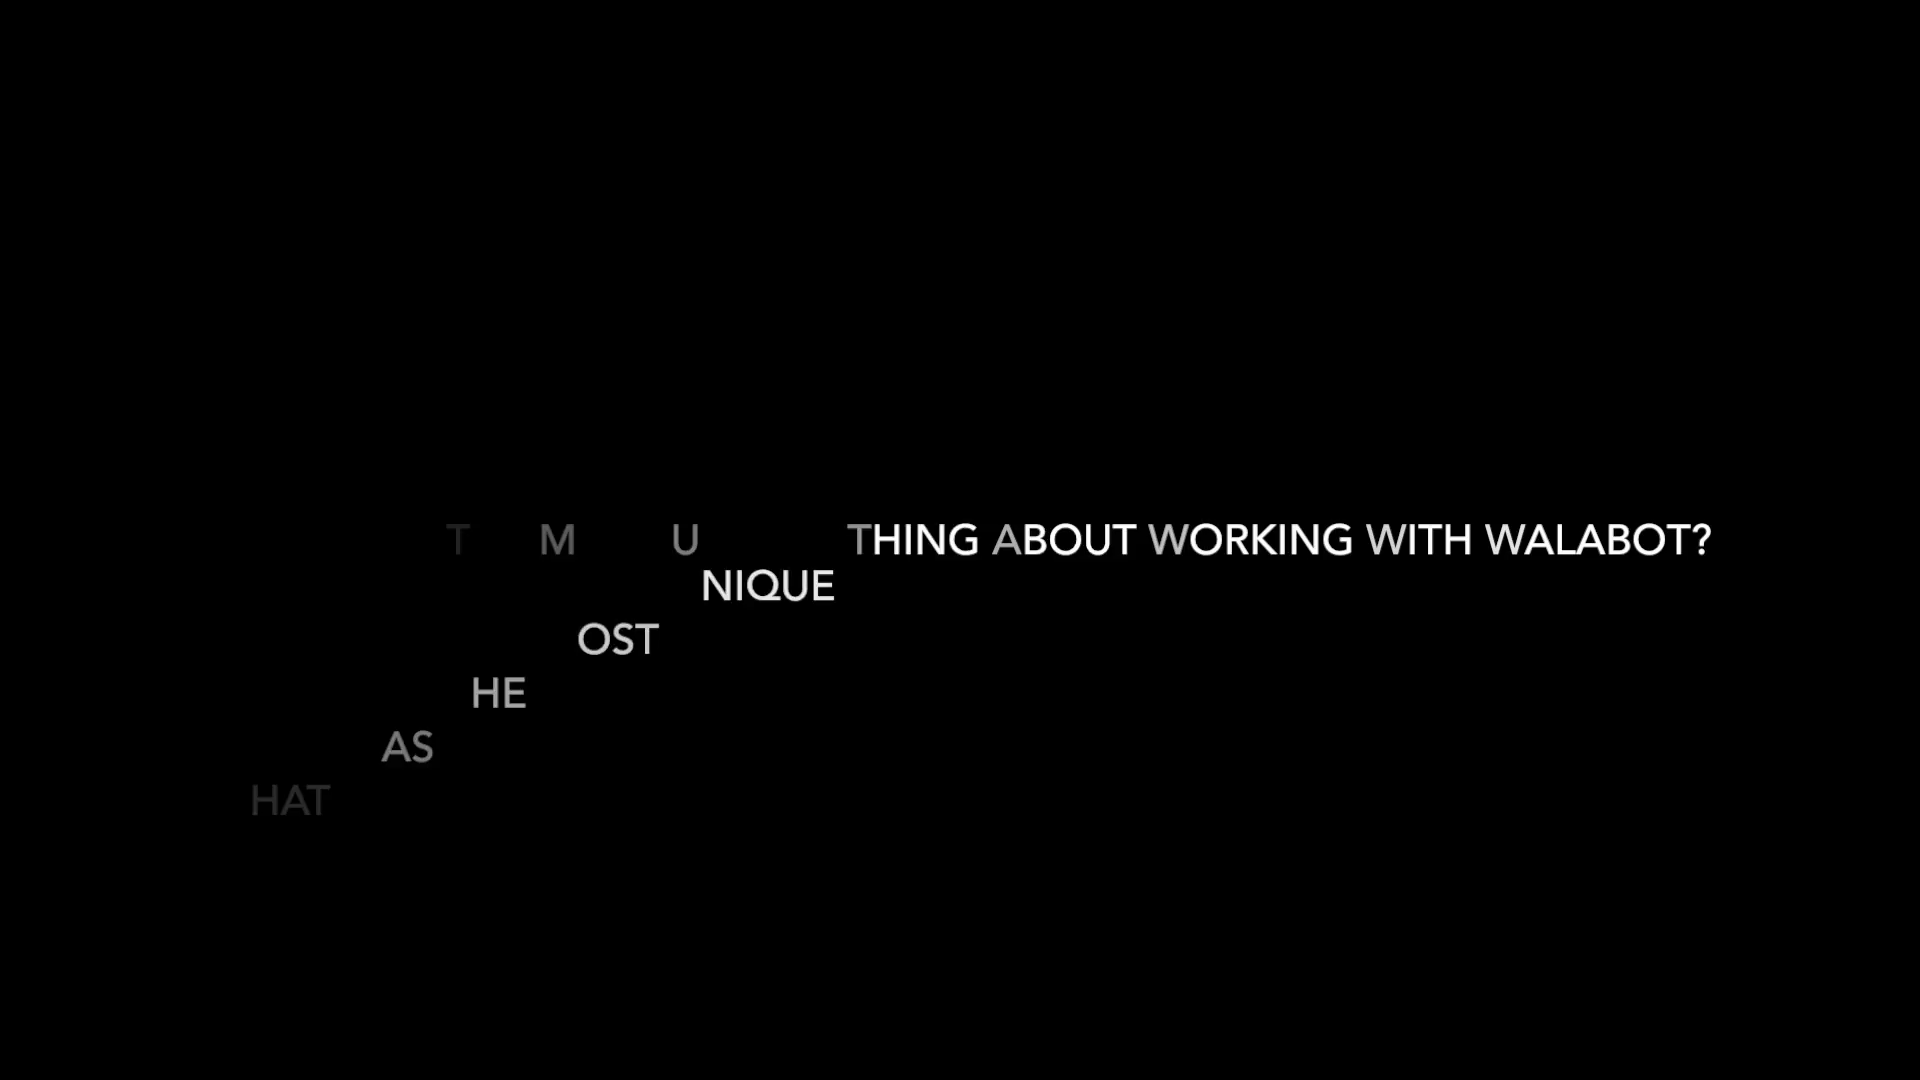 T M U THING ABOUT WORKING WITH WALABOT?
NIQUE
OST
HE
AS
HAT